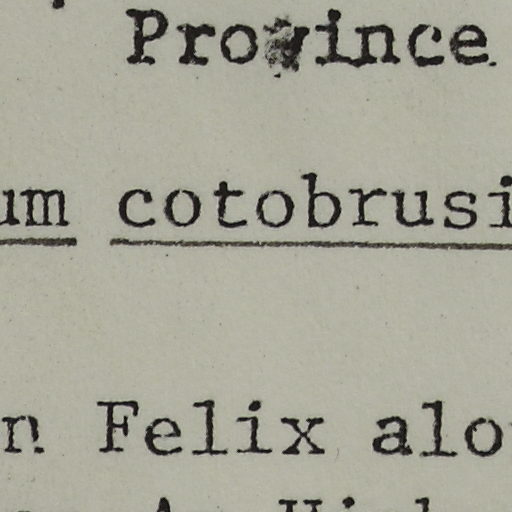 Province
um cotobrusi
n Felix alo